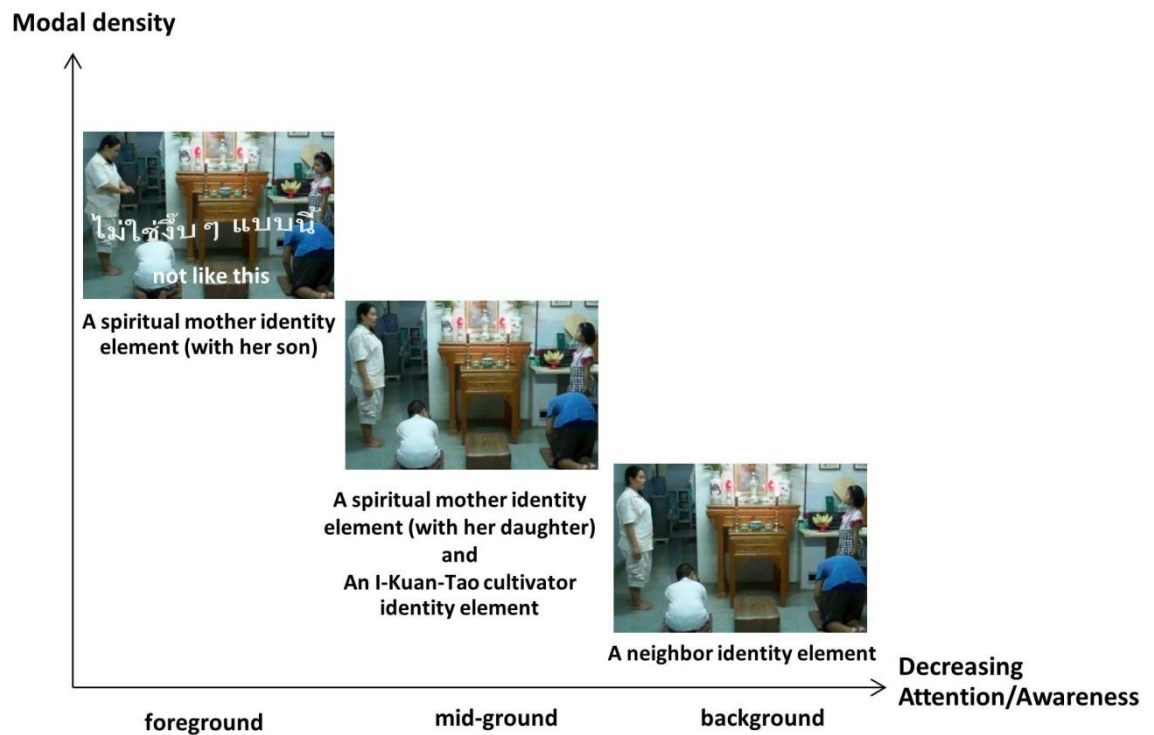 Modal density
ไม่ใช่งึ๊บ ๆ แบบนี้
not like this
A spiritual mother identity
element (with her son)
A spiritual mother identity
element (with her daughter)
and
An I-Kuan-Tao cultivator
identity element
A neighbor identity element
Decreasing
Attention/Awareness
foreground
mid-ground
background